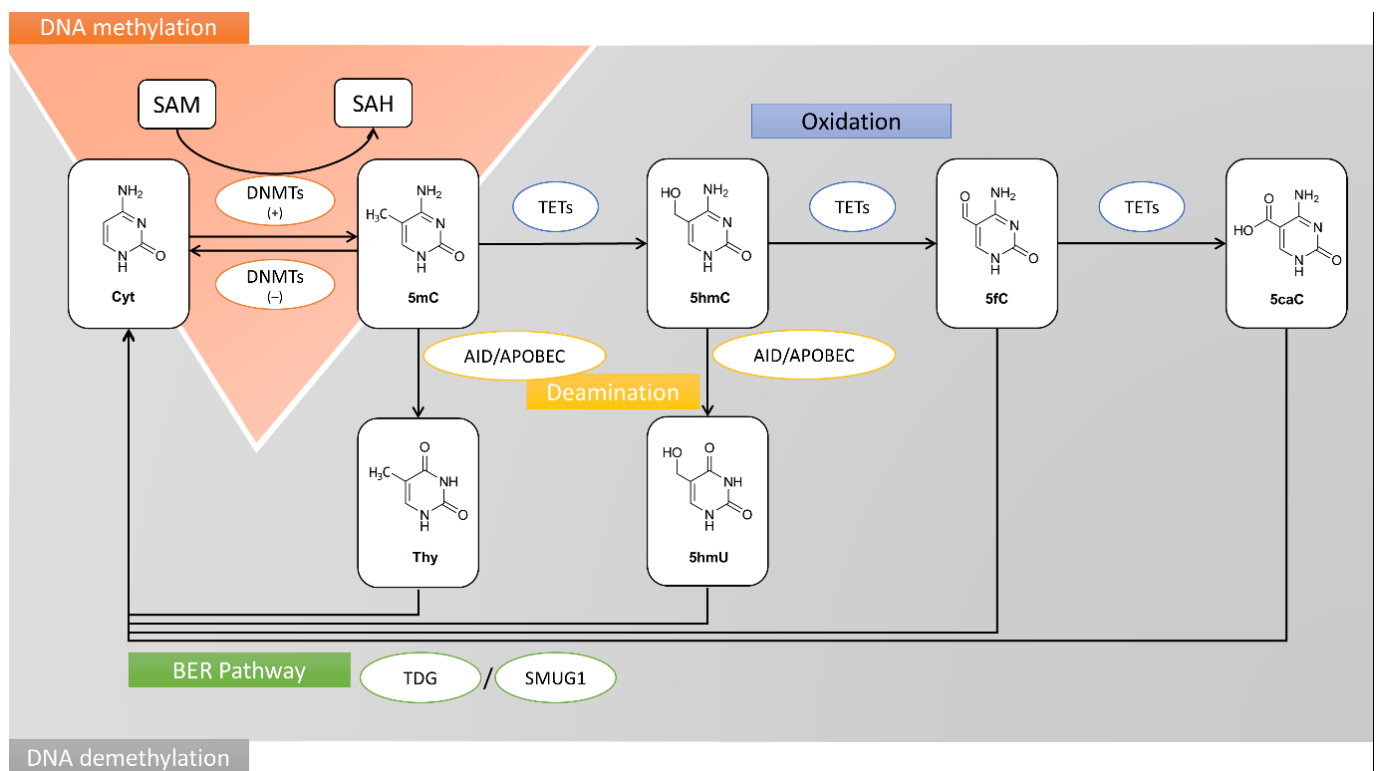 DNA methylation
SAM
SAH
Oxidation
NH₂
N
N
H
O
Cyt
DNMTs
(+)
DNMTs
(–)
NH₂
H₃C
N
N
H
O
5mC
TETs
HO
NH₂
N
N
H
O
5hmC
TETs
O
NH₂
N
N
H
O
5fC
TETs
O
NH₂
HO
N
N
H
O
5caC
AID/APOBEC
AID/APOBEC
Deamination
O
H₃C
NH
N
H
O
Thy
HO
O
NH
N
H
O
5hmU
BER Pathway
TDG / SMUG1
DNA demethylation